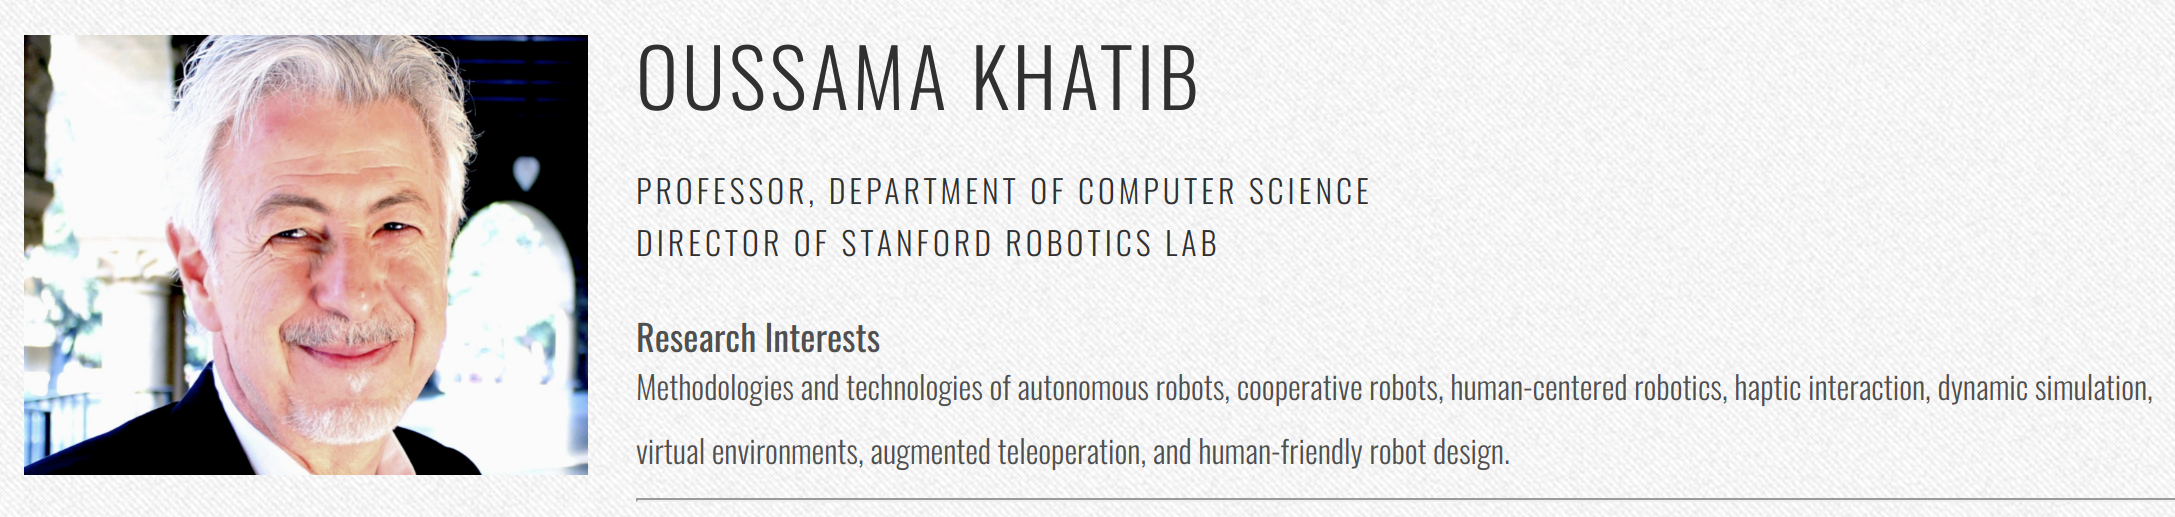 OUSSAMA KHATIB
PROFESSOR, DEPARTMENT OF COMPUTER SCIENCE
DIRECTOR OF STANFORD ROBOTICS LAB
Research Interests
Methodologies and technologies of autonomous robots, cooperative robots, human-centered robotics, haptic interaction, dynamic simulation,
virtual environments, augmented teleoperation, and human-friendly robot design.